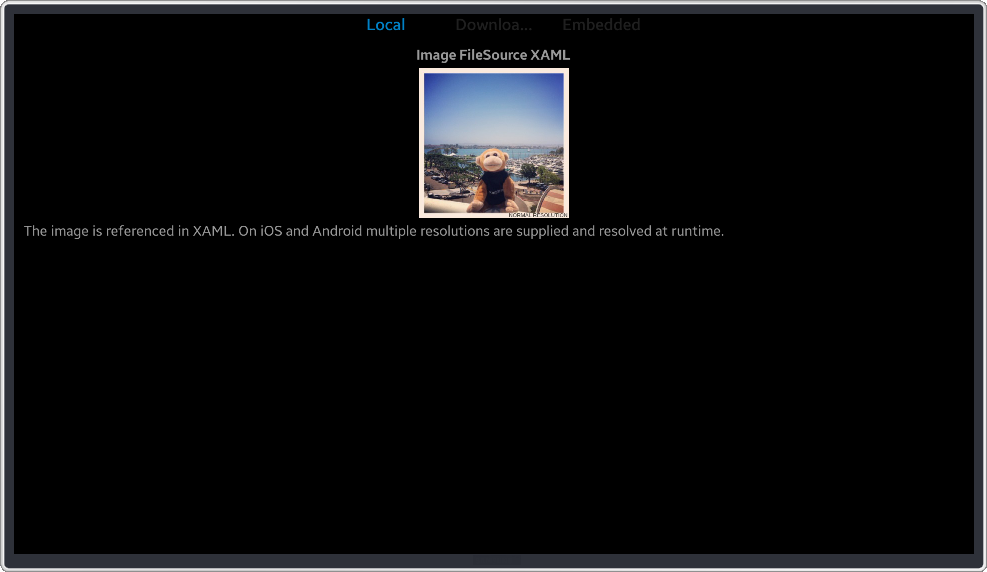 Local Downloa... Embedded
Image FileSource XAML
NORMAL RESOLUTION
The image is referenced in XAML. On iOS and Android multiple resolutions are supplied and resolved at runtime.